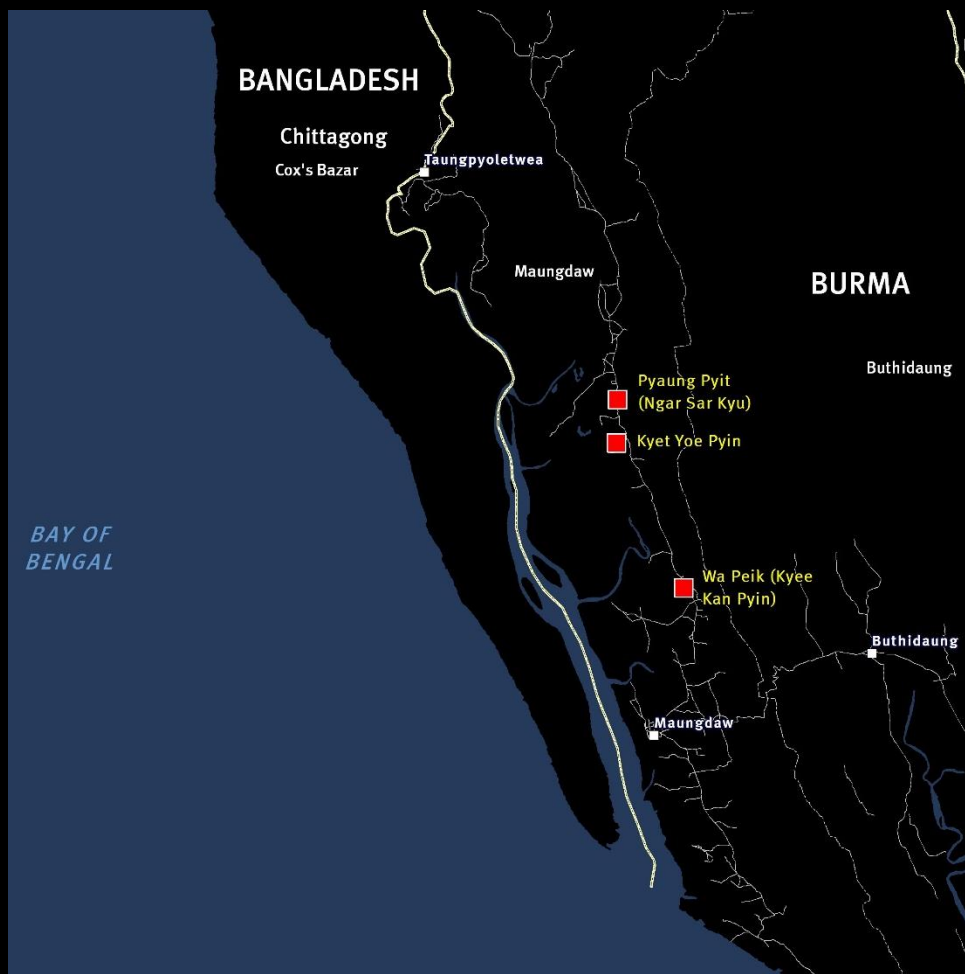 BANGLADESH
Chittagong
Cox's Bazar
Taungpyoletwea
Maungdaw
BURMA
Buthidaung
Pyaung Pyit
(Ngar Sar Kyu)
Kyet Yoe Pyin
BAY OF
BENGAL
Wa Peik (Kyee
Kan Pyin)
Buthidaung
Maungdaw